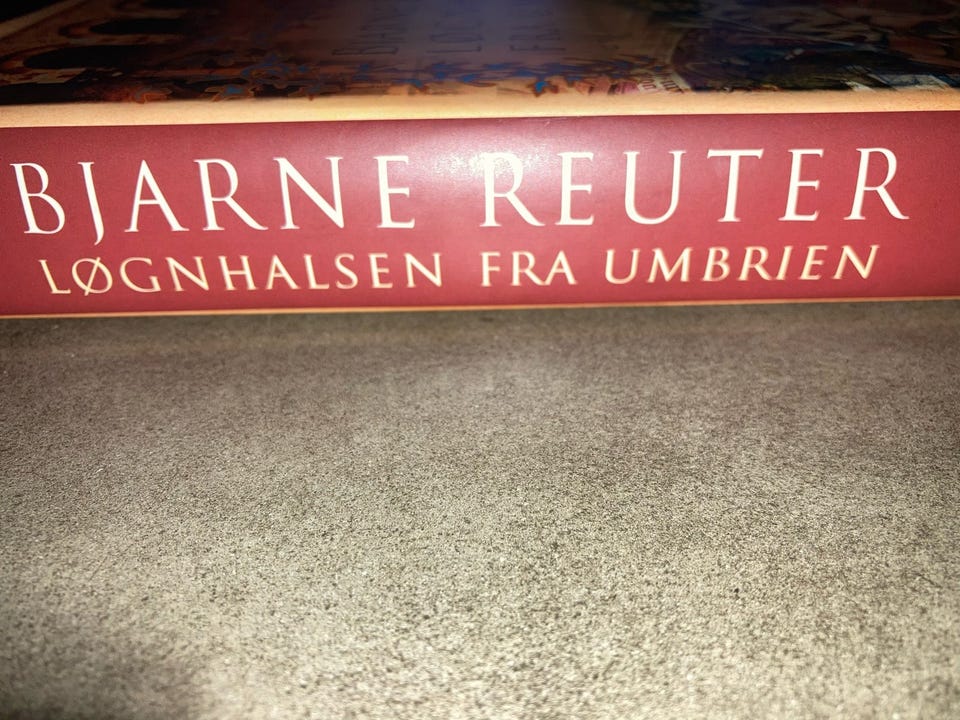 BJARNE REUTER
LØGNHALSEN FRA UMBRIEN